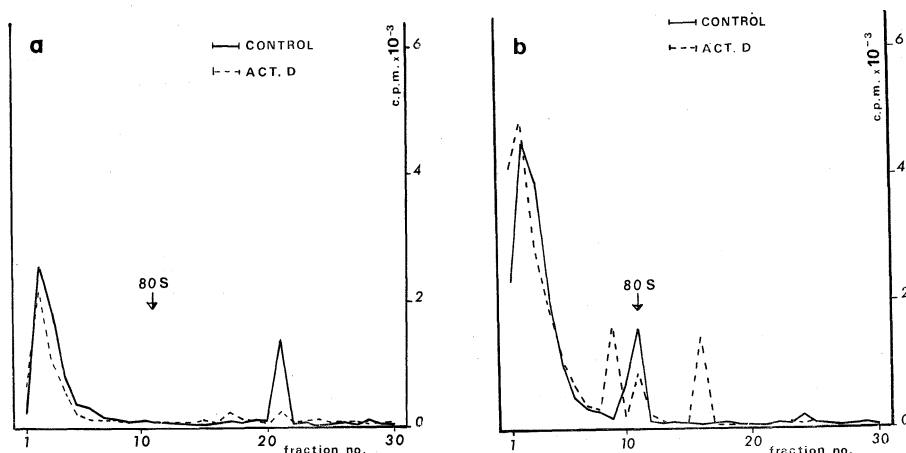 a
CONTROL
ACT. D
c.p.m. x10⁻³
6
4
2
0
80 S
1
10
20
30
fraction no.
b
CONTROL
ACT. D
c.p.m. x10⁻³
6
4
2
0
80 S
1
10
20
30
fraction no.